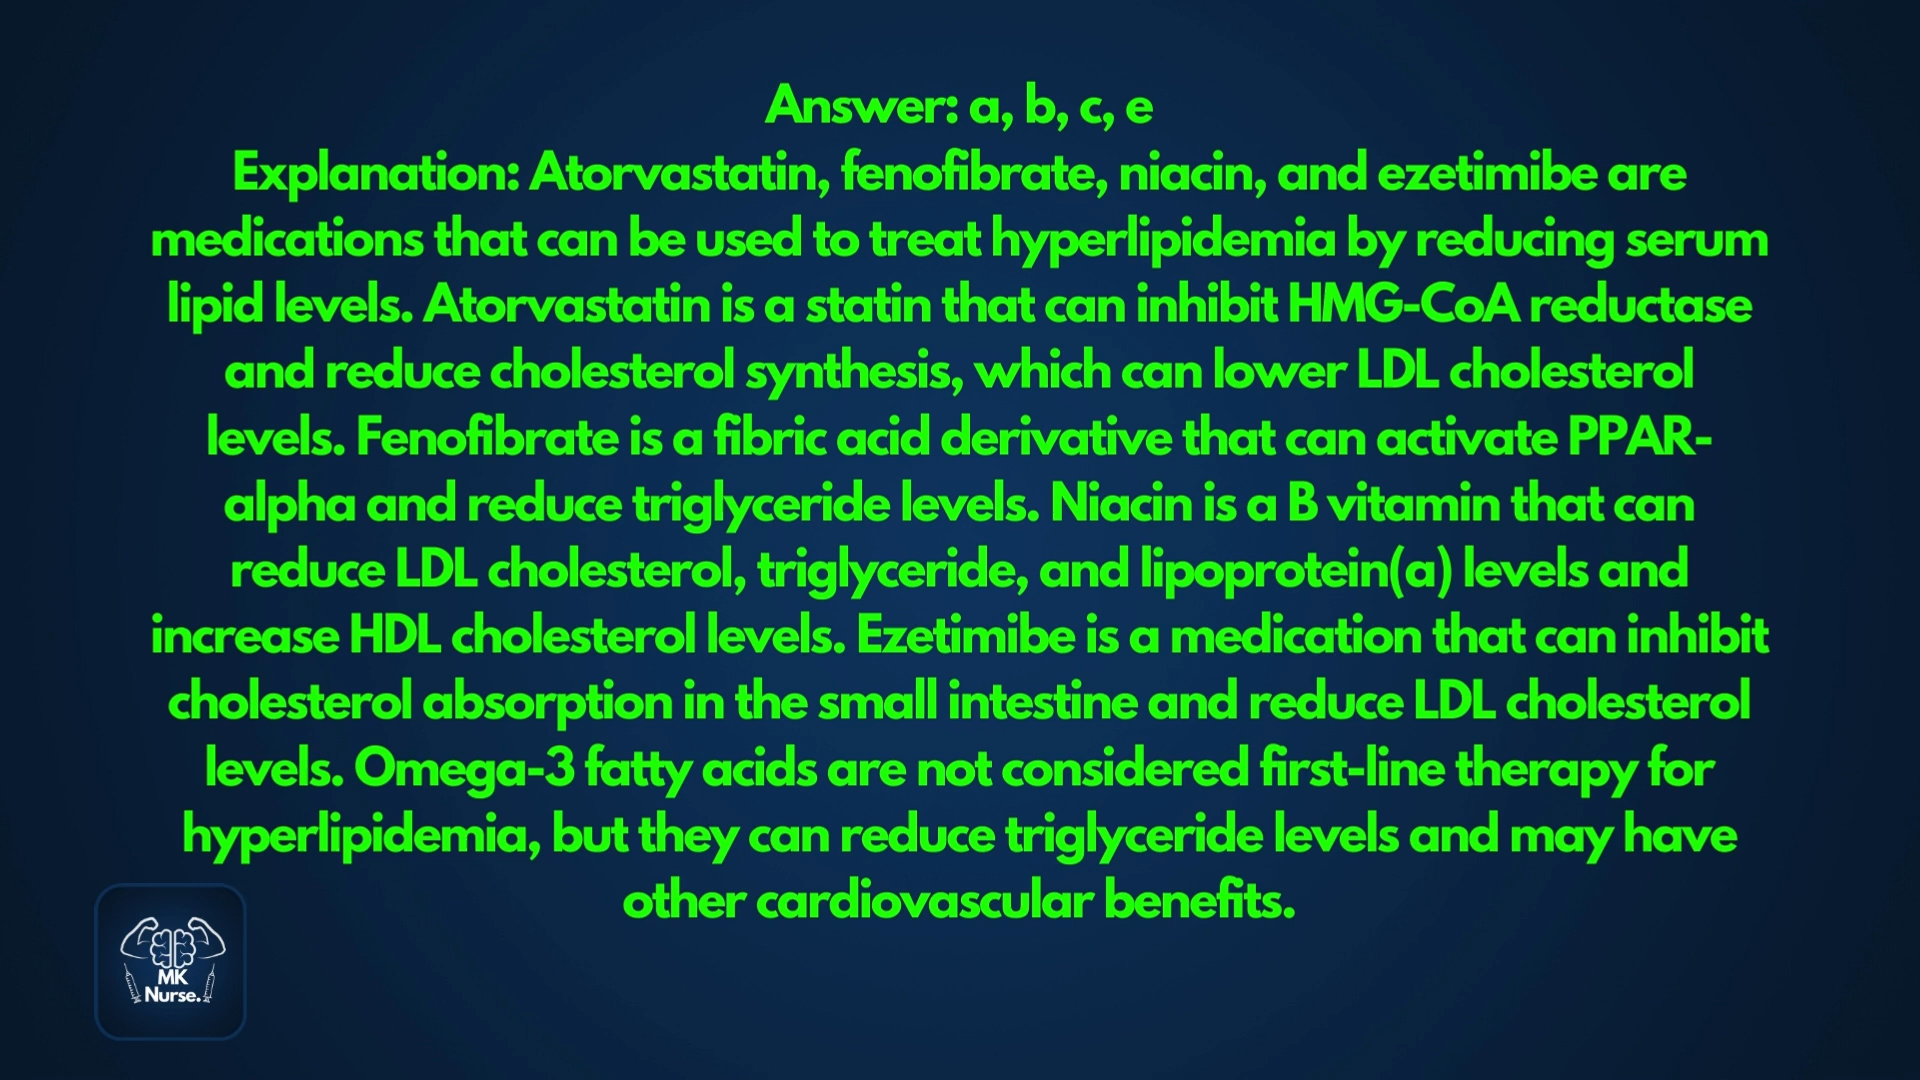 Answer: a, b, c, e
Explanation: Atorvastatin, fenofibrate, niacin, and ezetimibe are
medications that can be used to treat hyperlipidemia by reducing serum
lipid levels. Atorvastatin is a statin that can inhibit HMG-CoA reductase
and reduce cholesterol synthesis, which can lower LDL cholesterol
levels. Fenofibrate is a fibric acid derivative that can activate PPAR-
alpha and reduce triglyceride levels. Niacin is a B vitamin that can
reduce LDL cholesterol, triglyceride, and lipoprotein(a) levels and
increase HDL cholesterol levels. Ezetimibe is a medication that can inhibit
cholesterol absorption in the small intestine and reduce LDL cholesterol
levels. Omega-3 fatty acids are not considered first-line therapy for
hyperlipidemia, but they can reduce triglyceride levels and may have
other cardiovascular benefits.
MK
Nurse.